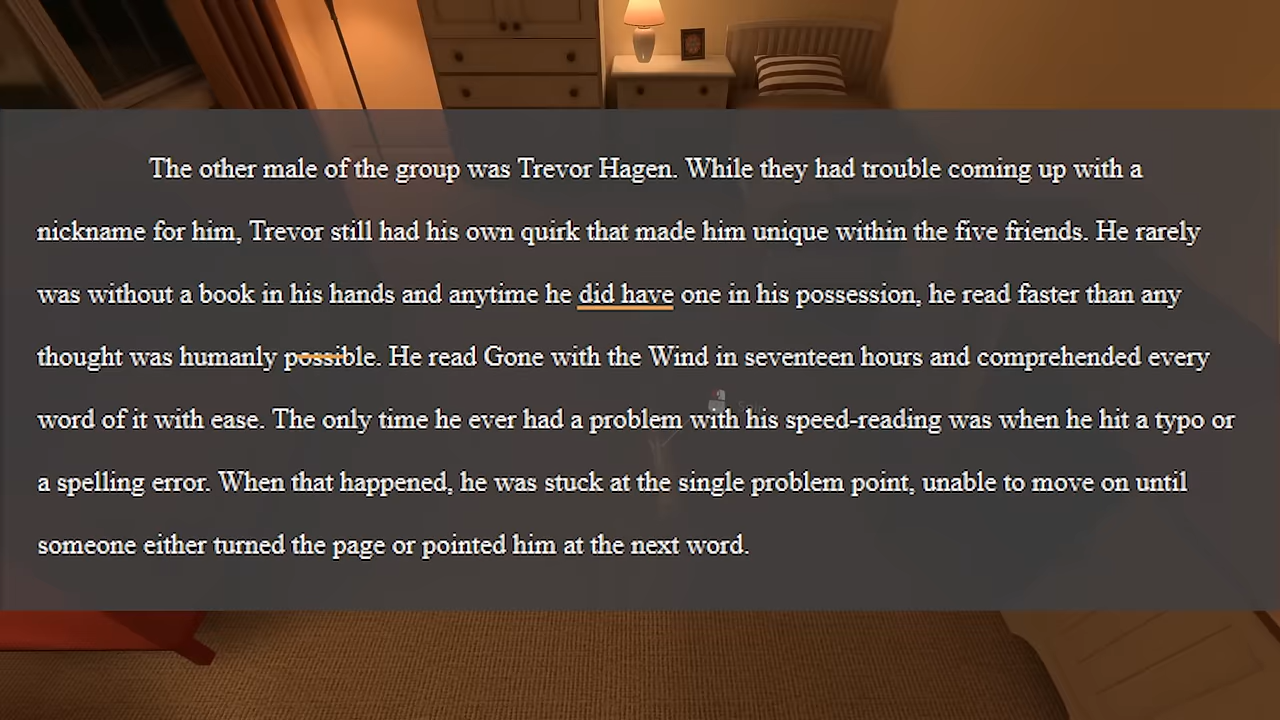 The other male of the group was Trevor Hagen. While they had trouble coming up with a
nickname for him, Trevor still had his own quirk that made him unique within the five friends. He rarely
was without a book in his hands and anytime he did have one in his possession, he read faster than any
thought was humanly possible. He read Gone with the Wind in seventeen hours and comprehended every
word of it with ease. The only time he ever had a problem with his speed-reading was when he hit a typo or
a spelling error. When that happened, he was stuck at the single problem point, unable to move on until
someone either turned the page or pointed him at the next word.